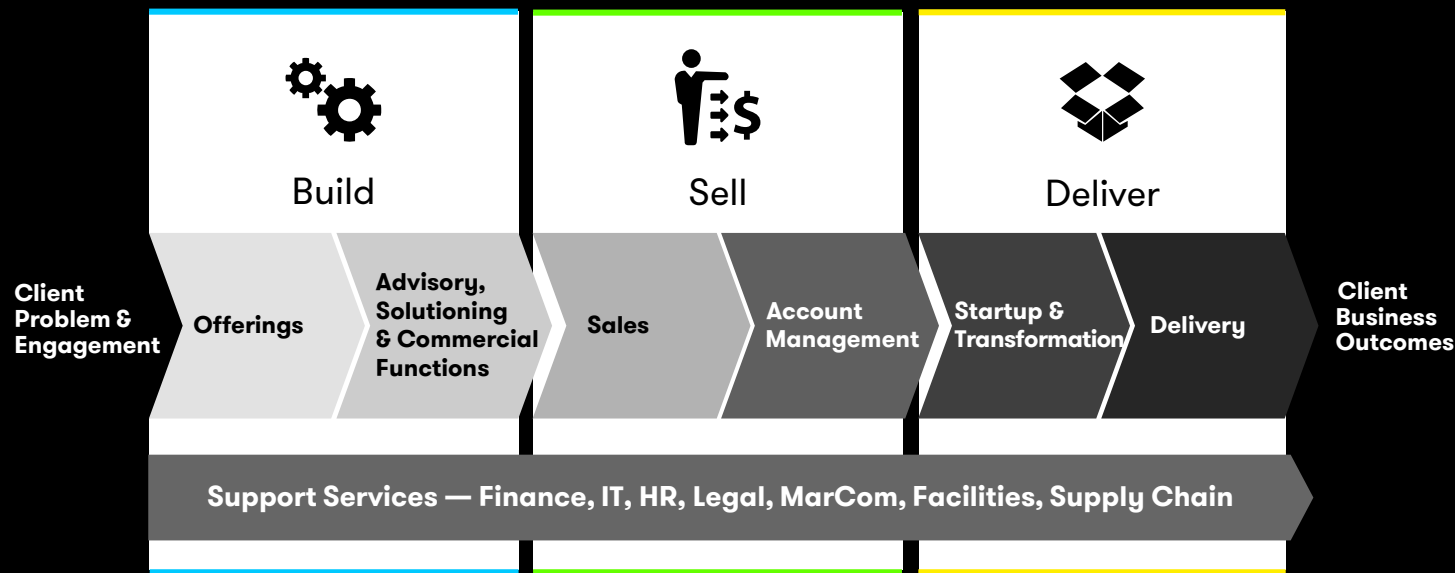 Build
Sell
Deliver
Client
Problem &
Engagement
Offerings
Advisory,
Solutioning
& Commercial
Functions
Sales
Account
Management
Startup &
Transformation
Delivery
Client
Business
Outcomes
Support Services — Finance, IT, HR, Legal, MarCom, Facilities, Supply Chain